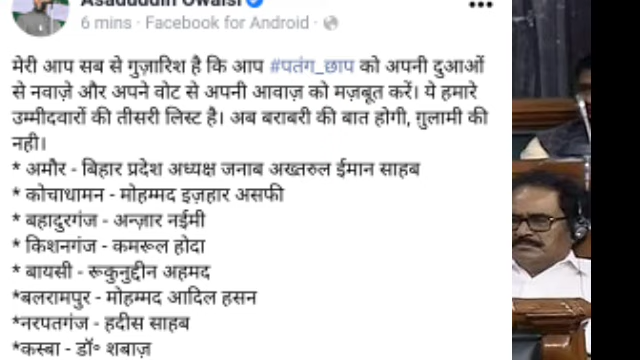 Asaduddin Owaisi
6 mins · Facebook for Android ·
मेरी आप सब से गुज़ारिश है कि आप #पतंग_छाप को अपनी दुआओं
से नवाज़े और अपने वोट से अपनी आवाज़ को मज़बूत करें। ये हमारे
उम्मीदवारों की तीसरी लिस्ट है। अब बराबरी की बात होगी, ग़ुलामी की
नही।
* अमौर - बिहार प्रदेश अध्यक्ष जनाब अख्तरुल ईमान साहब
* कोचाधामन - मोहम्मद इज़हार असफी
* बहादुरगंज - अन्ज़ार नईमी
* किशनगंज - कमरूल होदा
* बायसी - रूकुनुद्दीन अहमद
*बलरामपुर - मोहम्मद आदिल हसन
*नरपतगंज - हदीस साहब
*कस्बा - डॉ॰ शबाज़